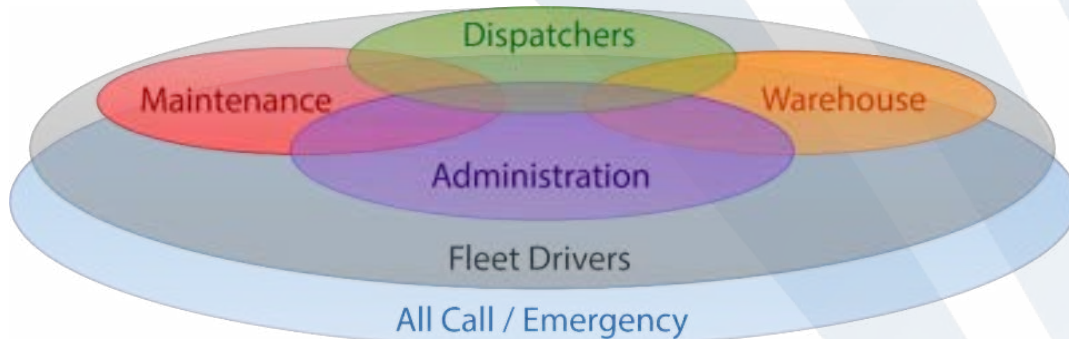 Dispatchers
Maintenance
Warehouse
Administration
Fleet Drivers
All Call / Emergency